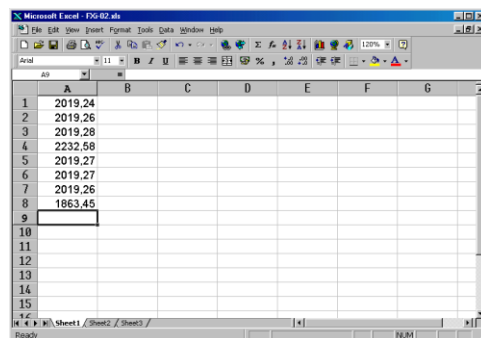 Microsoft Excel - FXG-02.xls
File Edit View Insert Format Tools Data Window Help
120%
Arial 11 B I U % ,
A9 =
A B C D E F G
1 2019,24
2 2019,26
3 2019,28
4 2232,58
5 2019,27
6 2019,27
7 2019,26
8 1863,45
9
10
11
12
13
14
15
Sheet1 / Sheet2 / Sheet3
Ready NUM